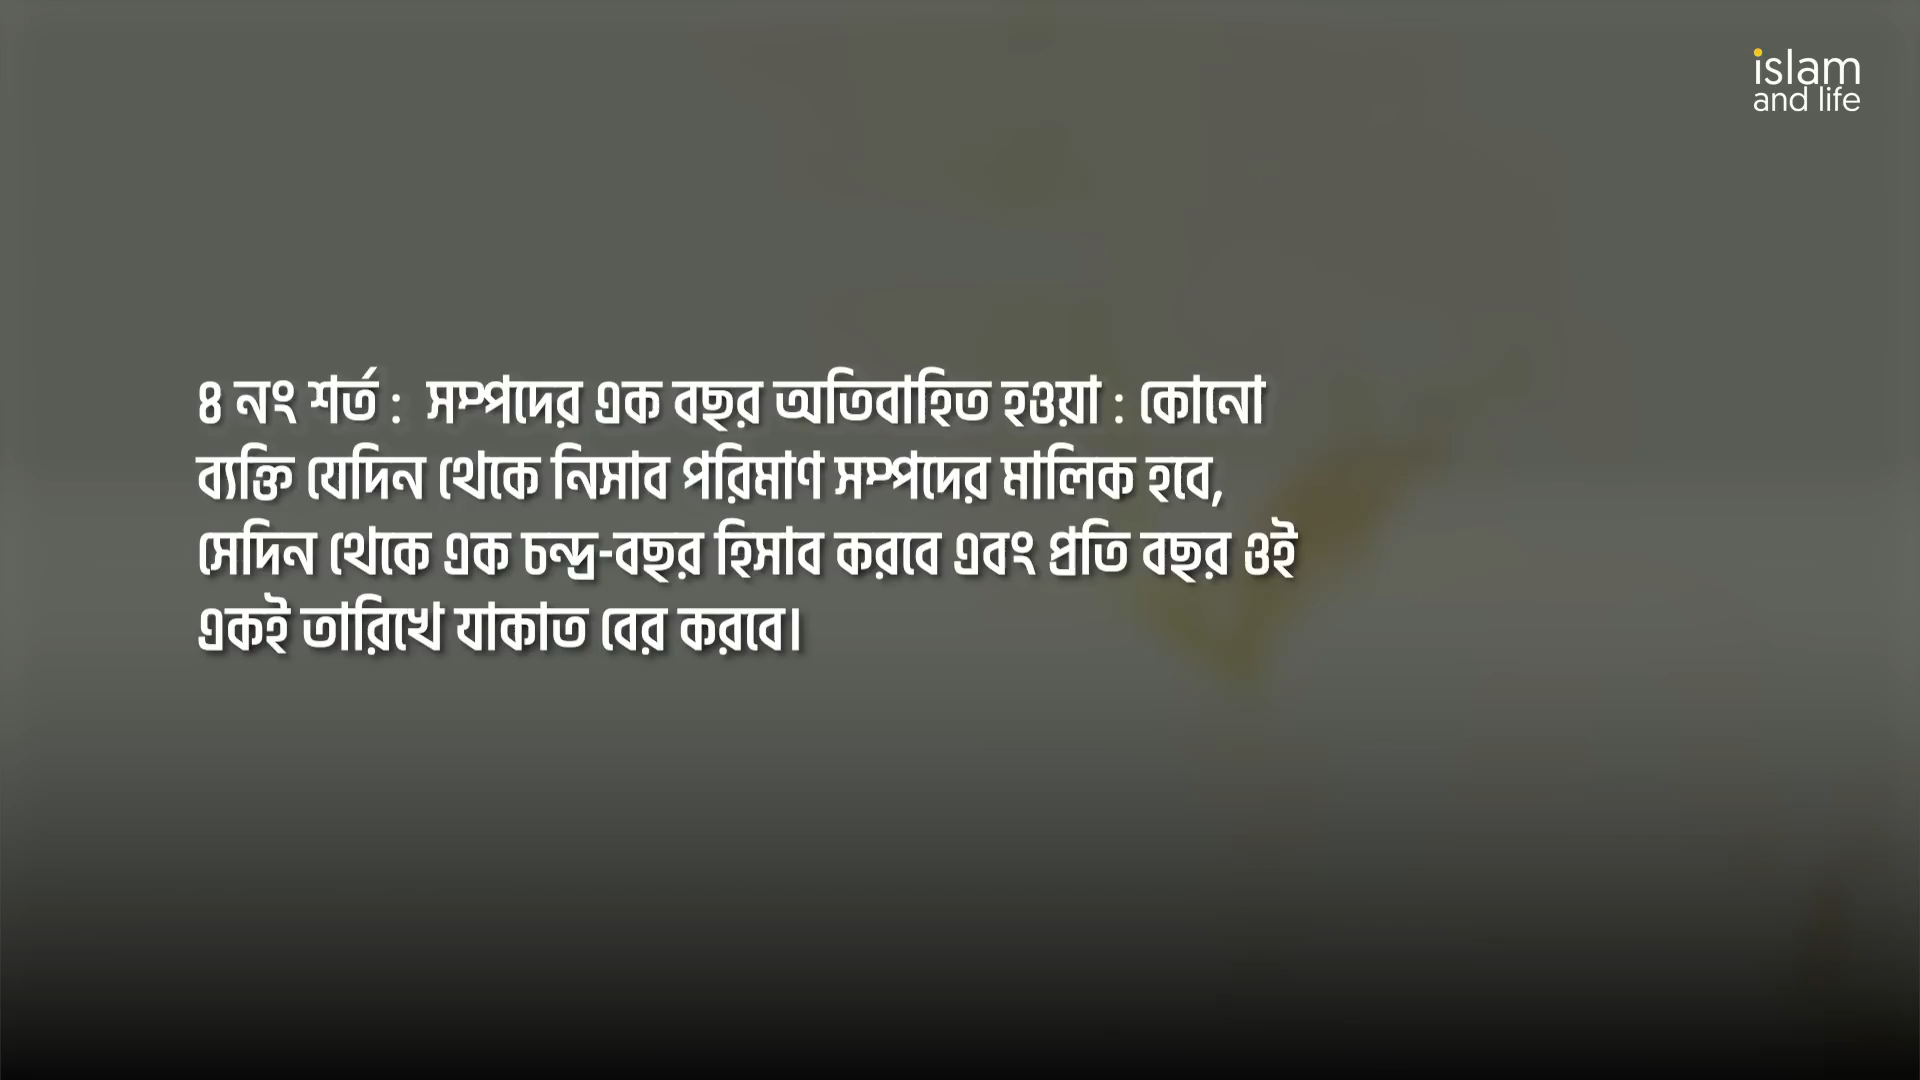 islam
and life
৪ নং শর্ত : সম্পদের এক বছর অতিবাহিত হওয়া : কোনো
ব্যক্তি যেদিন থেকে নিসাব পরিমাণ সম্পদের মালিক হবে,
সেদিন থেকে এক চন্দ্র-বছর হিসাব করবে এবং প্রতি বছর ওই
একই তারিখে যাকাত বের করবে।